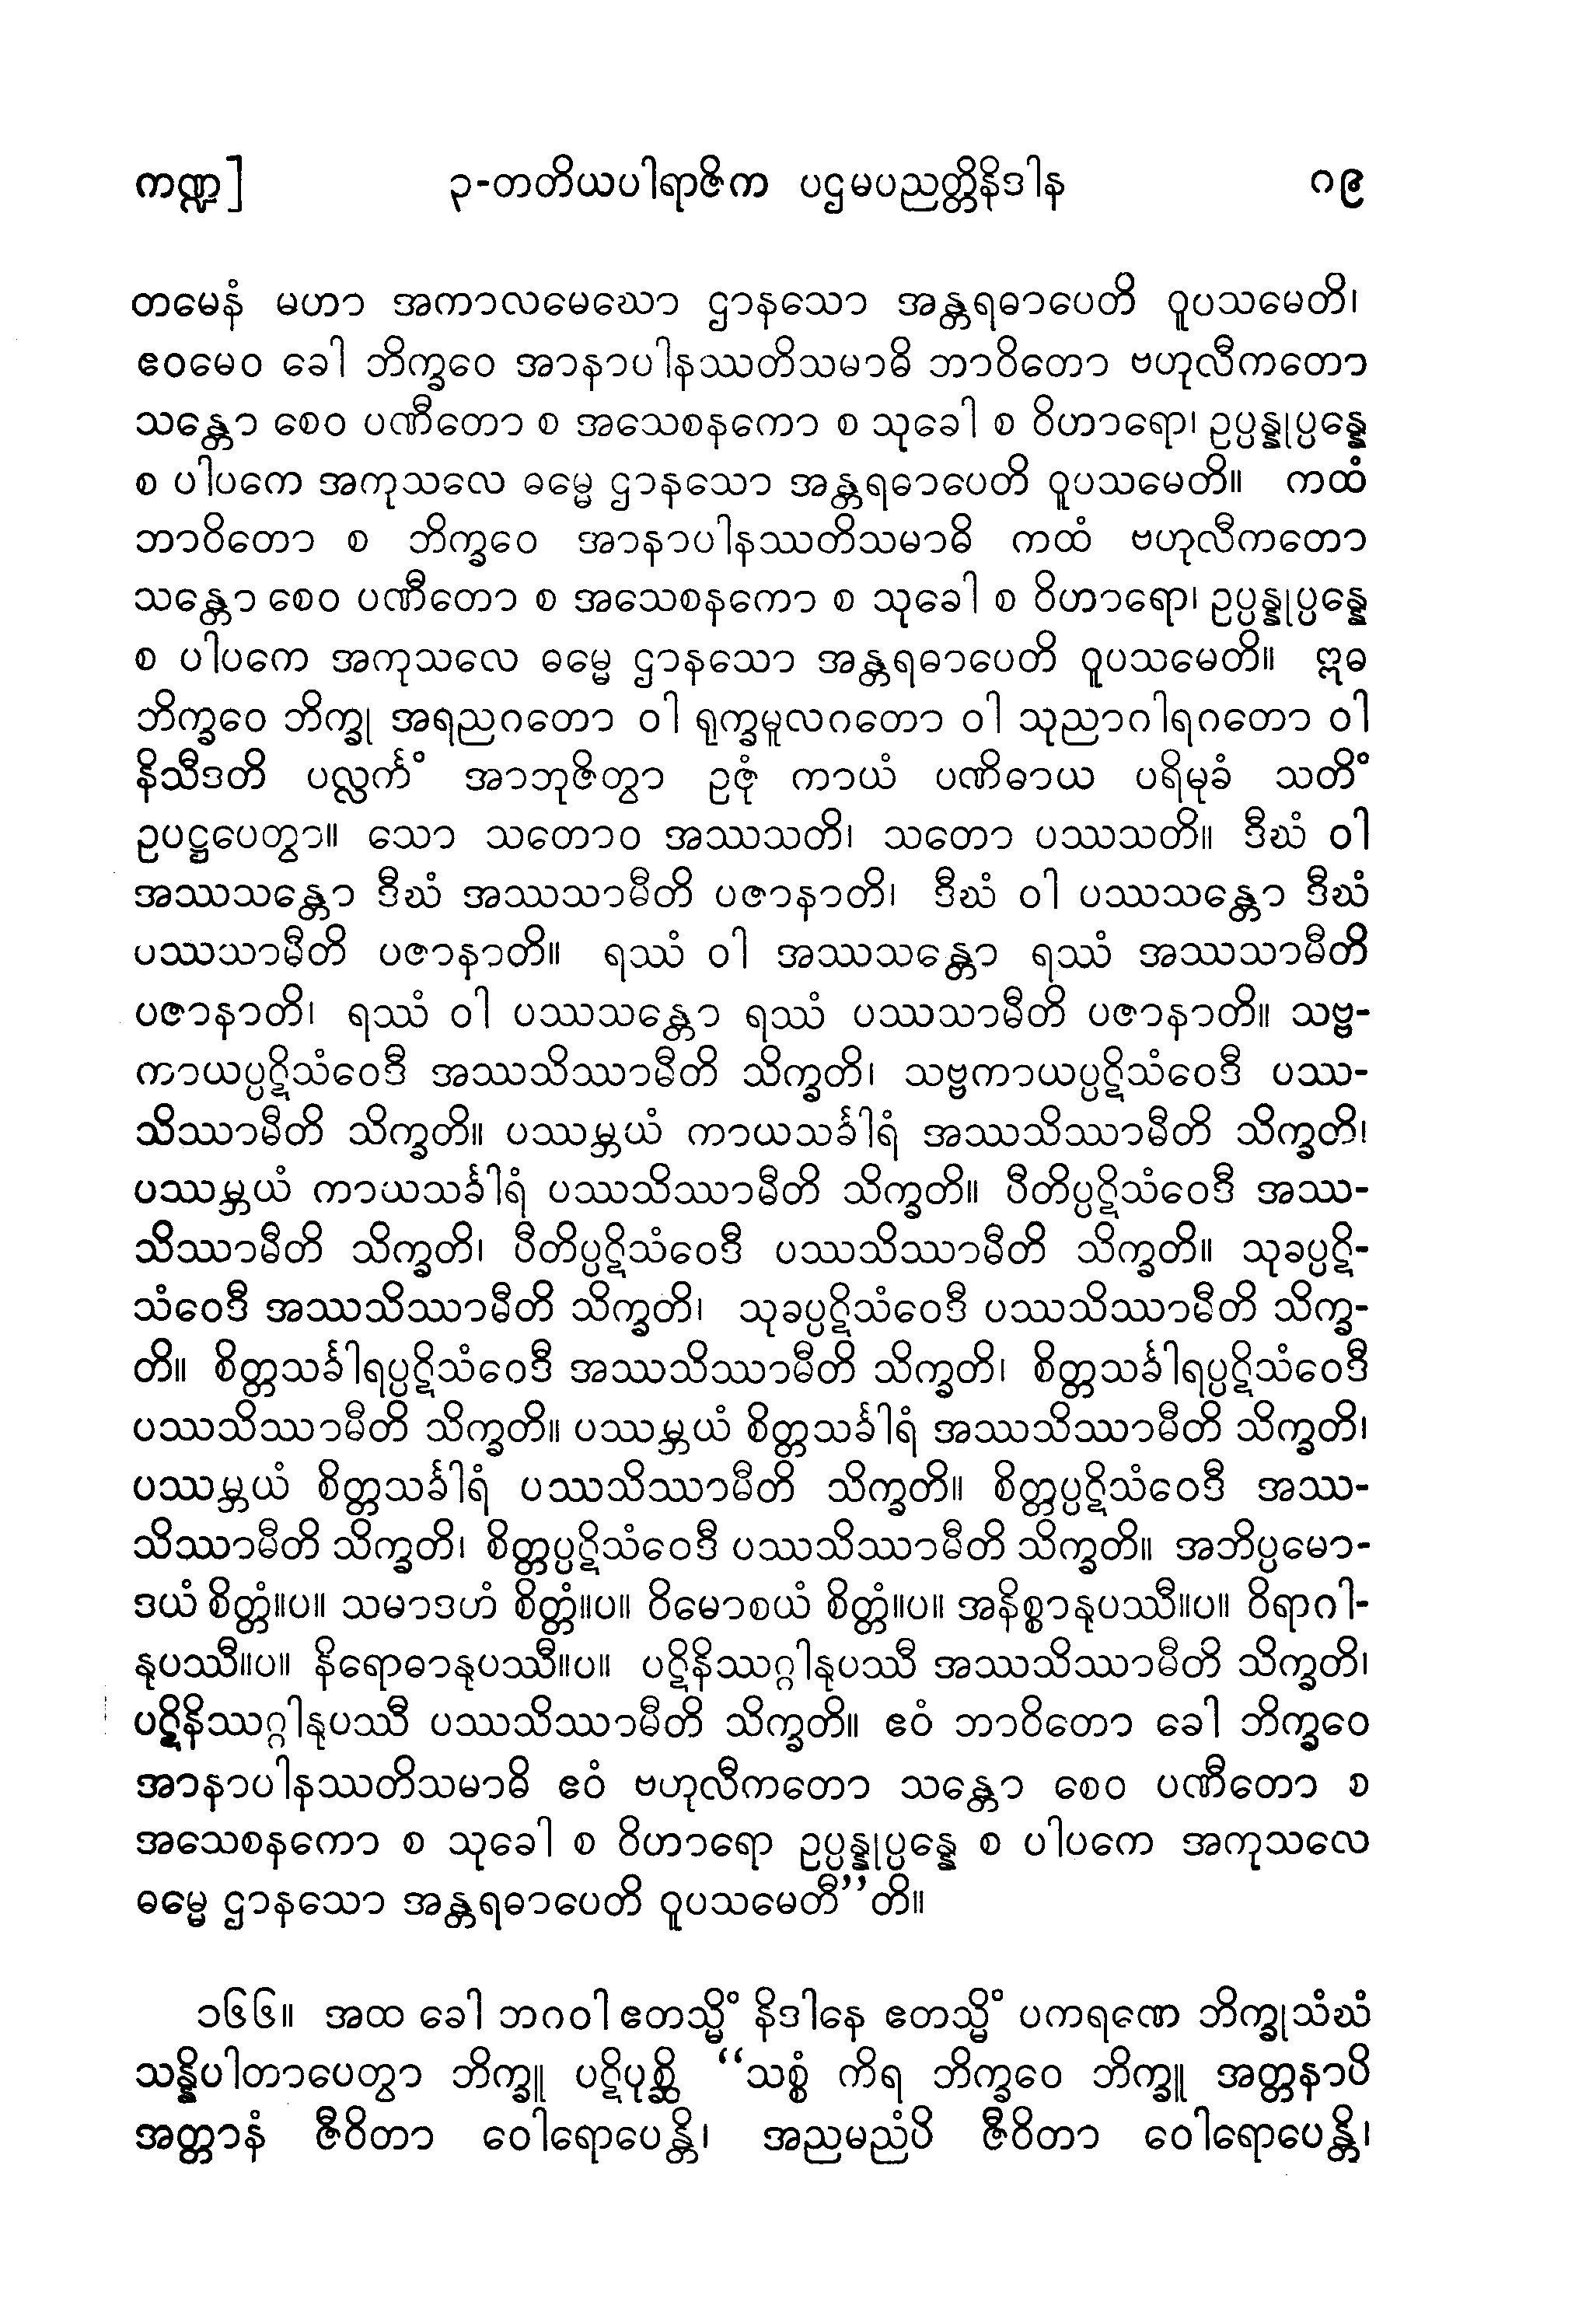 ကဏ္ဍ] ၃-တတိယပါရာဇိက ပဌမပညတ္တိနိဒါန ၈၉
တမေနံ မဟာ အကာလမေဃော ဌာနသော အန္တရဓာပေတိ ဝူပသမေတိ၊
ဧဝမေဝ ခေါ ဘိက္ခဝေ အာနာပါနဿတိသမာဓိ ဘာဝိတော ဗဟုလီကတော
သန္တော စေဝ ပဏီတော စ အသေစနကော စ သုခေါ စ ဝိဟာရော၊ ဥပ္ပန္နုပ္ပန္နေ
စ ပါပကေ အကုသလေ ဓမ္မေ ဌာနသော အန္တရဓာပေတိ ဝူပသမေတိ။ ကထံ
ဘာဝိတော စ ဘိက္ခဝေ အာနာပါနဿတိသမာဓိ ကထံ ဗဟုလီကတော
သန္တော စေဝ ပဏီတော စ အသေစနကော စ သုခေါ စ ဝိဟာရော၊ ဥပ္ပန္နုပ္ပန္နေ
စ ပါပကေ အကုသလေ ဓမ္မေ ဌာနသော အန္တရဓာပေတိ ဝူပသမေတိ။ ဣဓ
ဘိက္ခဝေ ဘိက္ခု အရညဂတော ဝါ ရုက္ခမူလဂတော ဝါ သုညာဂါရဂတော ဝါ
နိသီဒတိ ပလ္လင်္ကံ အာဘုဇိတွာ ဥဇုံ ကာယံ ပဏိဓာယ ပရိမုခံ သတိံ
ဥပဋ္ဌပေတွာ။ သော သတောဝ အဿသတိ၊ သတော ပဿသတိ။ ဒီဃံ ဝါ
အဿသန္တော ဒီဃံ အဿသာမီတိ ပဇာနာတိ၊ ဒီဃံ ဝါ ပဿသန္တော ဒီဃံ
ပဿသာမီတိ ပဇာနာတိ။ ရဿံ ဝါ အဿသန္တော ရဿံ အဿသာမီတိ
ပဇာနာတိ၊ ရဿံ ဝါ ပဿသန္တော ရဿံ ပဿသာမီတိ ပဇာနာတိ။ သဗ္ဗ-
ကာယပ္ပဋိသံဝေဒီ အဿသိဿာမီတိ သိက္ခတိ၊ သဗ္ဗကာယပ္ပဋိသံဝေဒီ ပဿ-
သိဿာမီတိ သိက္ခတိ။ ပဿမ္ဘယံ ကာယသင်္ခါရံ အဿသိဿာမီတိ သိက္ခတိ၊
ပဿမ္ဘယံ ကာယသင်္ခါရံ ပဿသိဿာမီတိ သိက္ခတိ။ ပီတိပ္ပဋိသံဝေဒီ အဿ-
သိဿာမီတိ သိက္ခတိ၊ ပီတိပ္ပဋိသံဝေဒီ ပဿသိဿာမီတိ သိက္ခတိ။ သုခပ္ပဋိ-
သံဝေဒီ အဿသိဿာမီတိ သိက္ခတိ၊ သုခပ္ပဋိသံဝေဒီ ပဿသိဿာမီတိ သိက္ခ-
တိ။ စိတ္တသင်္ခါရပ္ပဋိသံဝေဒီ အဿသိဿာမီတိ သိက္ခတိ၊ စိတ္တသင်္ခါရပ္ပဋိသံဝေဒီ
ပဿသိဿာမီတိ သိက္ခတိ။ ပဿမ္ဘယံ စိတ္တသင်္ခါရံ အဿသိဿာမီတိ သိက္ခတိ၊
ပဿမ္ဘယံ စိတ္တသင်္ခါရံ ပဿသိဿာမီတိ သိက္ခတိ။ စိတ္တပ္ပဋိသံဝေဒီ အဿ-
သိဿာမီတိ သိက္ခတိ၊ စိတ္တပ္ပဋိသံဝေဒီ ပဿသိဿာမီတိ သိက္ခတိ။ အဘိပ္ပမော-
ဒယံ စိတ္တံ။ပ။ သမာဒဟံ စိတ္တံ။ပ။ ဝိမောစယံ စိတ္တံ။ပ။ အနိစ္စာနုပဿီ။ပ။ ဝိရာဂါ-
နုပဿီ။ပ။ နိရောဓာနုပဿီ။ပ။ ပဋိနိဿဂ္ဂါနုပဿီ အဿသိဿာမီတိ သိက္ခတိ၊
ပဋိနိဿဂ္ဂါနုပဿီ ပဿသိဿာမီတိ သိက္ခတိ။ ဧဝံ ဘာဝိတော ခေါ ဘိက္ခဝေ
အာနာပါနဿတိသမာဓိ ဧဝံ ဗဟုလီကတော သန္တော စေဝ ပဏီတော စ
အသေစနကော စ သုခေါ စ ဝိဟာရော ဥပ္ပန္နုပ္ပန္နေ စ ပါပကေ အကုသလေ
ဓမ္မေ ဌာနသော အန္တရဓာပေတိ ဝူပသမေတီ”တိ။
၁၆၆။ အထ ခေါ ဘဂဝါ ဧတသ္မိံ နိဒါနေ ဧတသ္မိံ ပကရဏေ ဘိက္ခုသံဃံ
သန္နိပါတာပေတွာ ဘိက္ခူ ပဋိပုစ္ဆိ “သစ္စံ ကိရ ဘိက္ခဝေ ဘိက္ခူ အတ္တနာပိ
အတ္တာနံ ဇီဝိတာ ဝေါရောပေန္တိ၊ အညမညံပိ ဇီဝိတာ ဝေါရောပေန္တိ၊